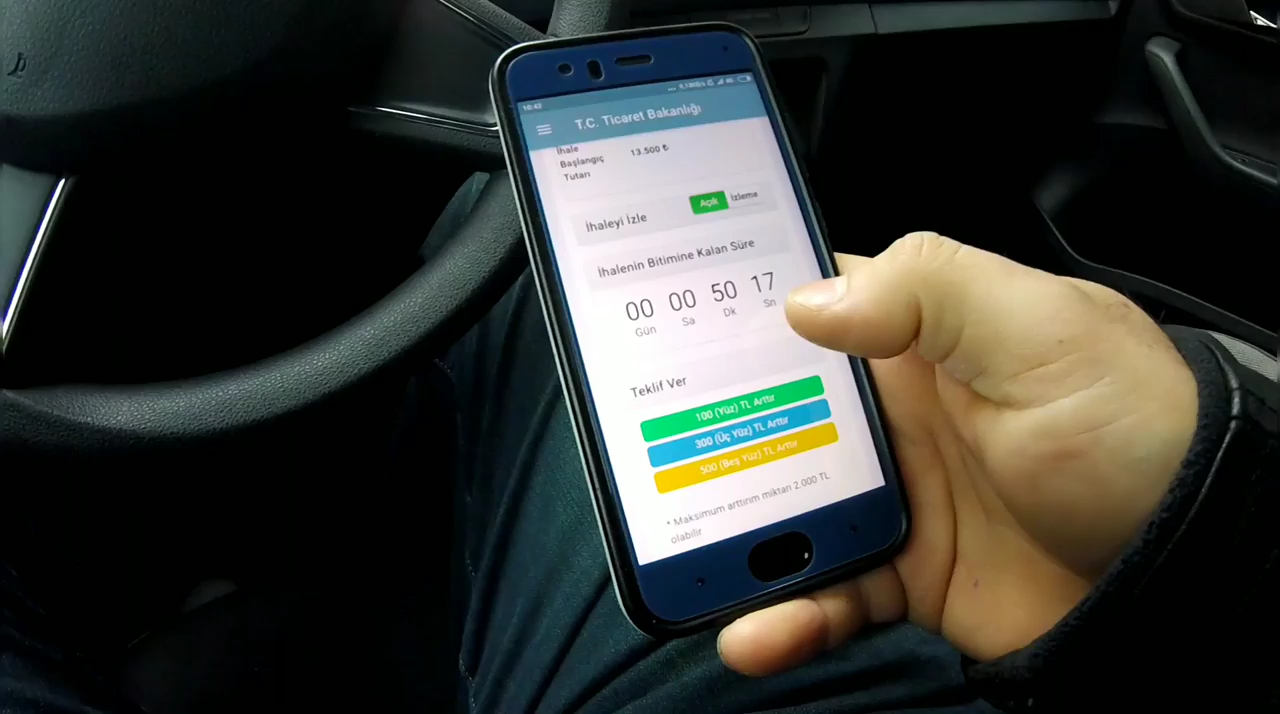 10:42
T.C. Ticaret Bakanlığı
İhale
Başlangıç
Tutarı
13.500 ₺
İhaleyi İzle
Açık
İzleme
İhalenin Bitimine Kalan Süre
00 00 50 17
Gün Sa Dk Sn
Teklif Ver
100 (Yüz) TL Arttır
300 (Üç Yüz) TL Arttır
500 (Beş Yüz) TL Arttır
* Maksimum arttırım miktarı 2.000 TL
olabilir